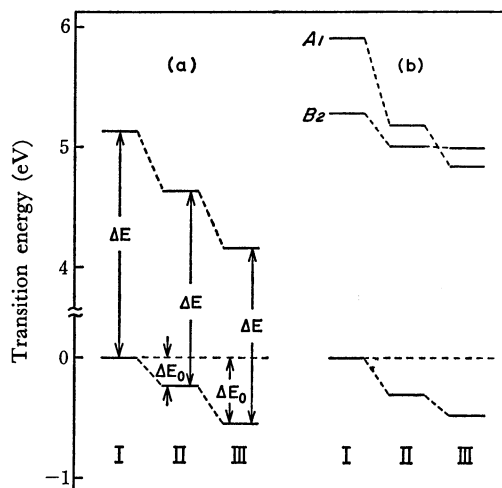 6
5
4
0
−1
Transition energy (eV)
(a)
ΔE
ΔE
ΔE
ΔE₀
ΔE₀
I II III
A1
B2
(b)
I II III